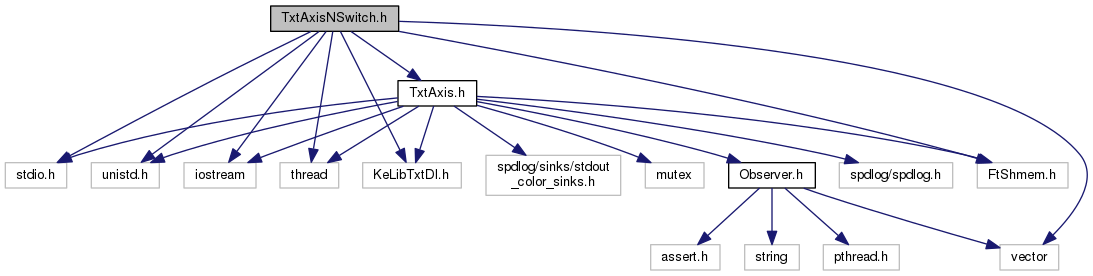 TxtAxisNSwitch.h
TxtAxis.h
stdio.h
unistd.h
iostream
thread
KeLibTxtDl.h
spdlog/sinks/stdout
_color_sinks.h
mutex
Observer.h
spdlog/spdlog.h
FtShmem.h
assert.h
string
pthread.h
vector